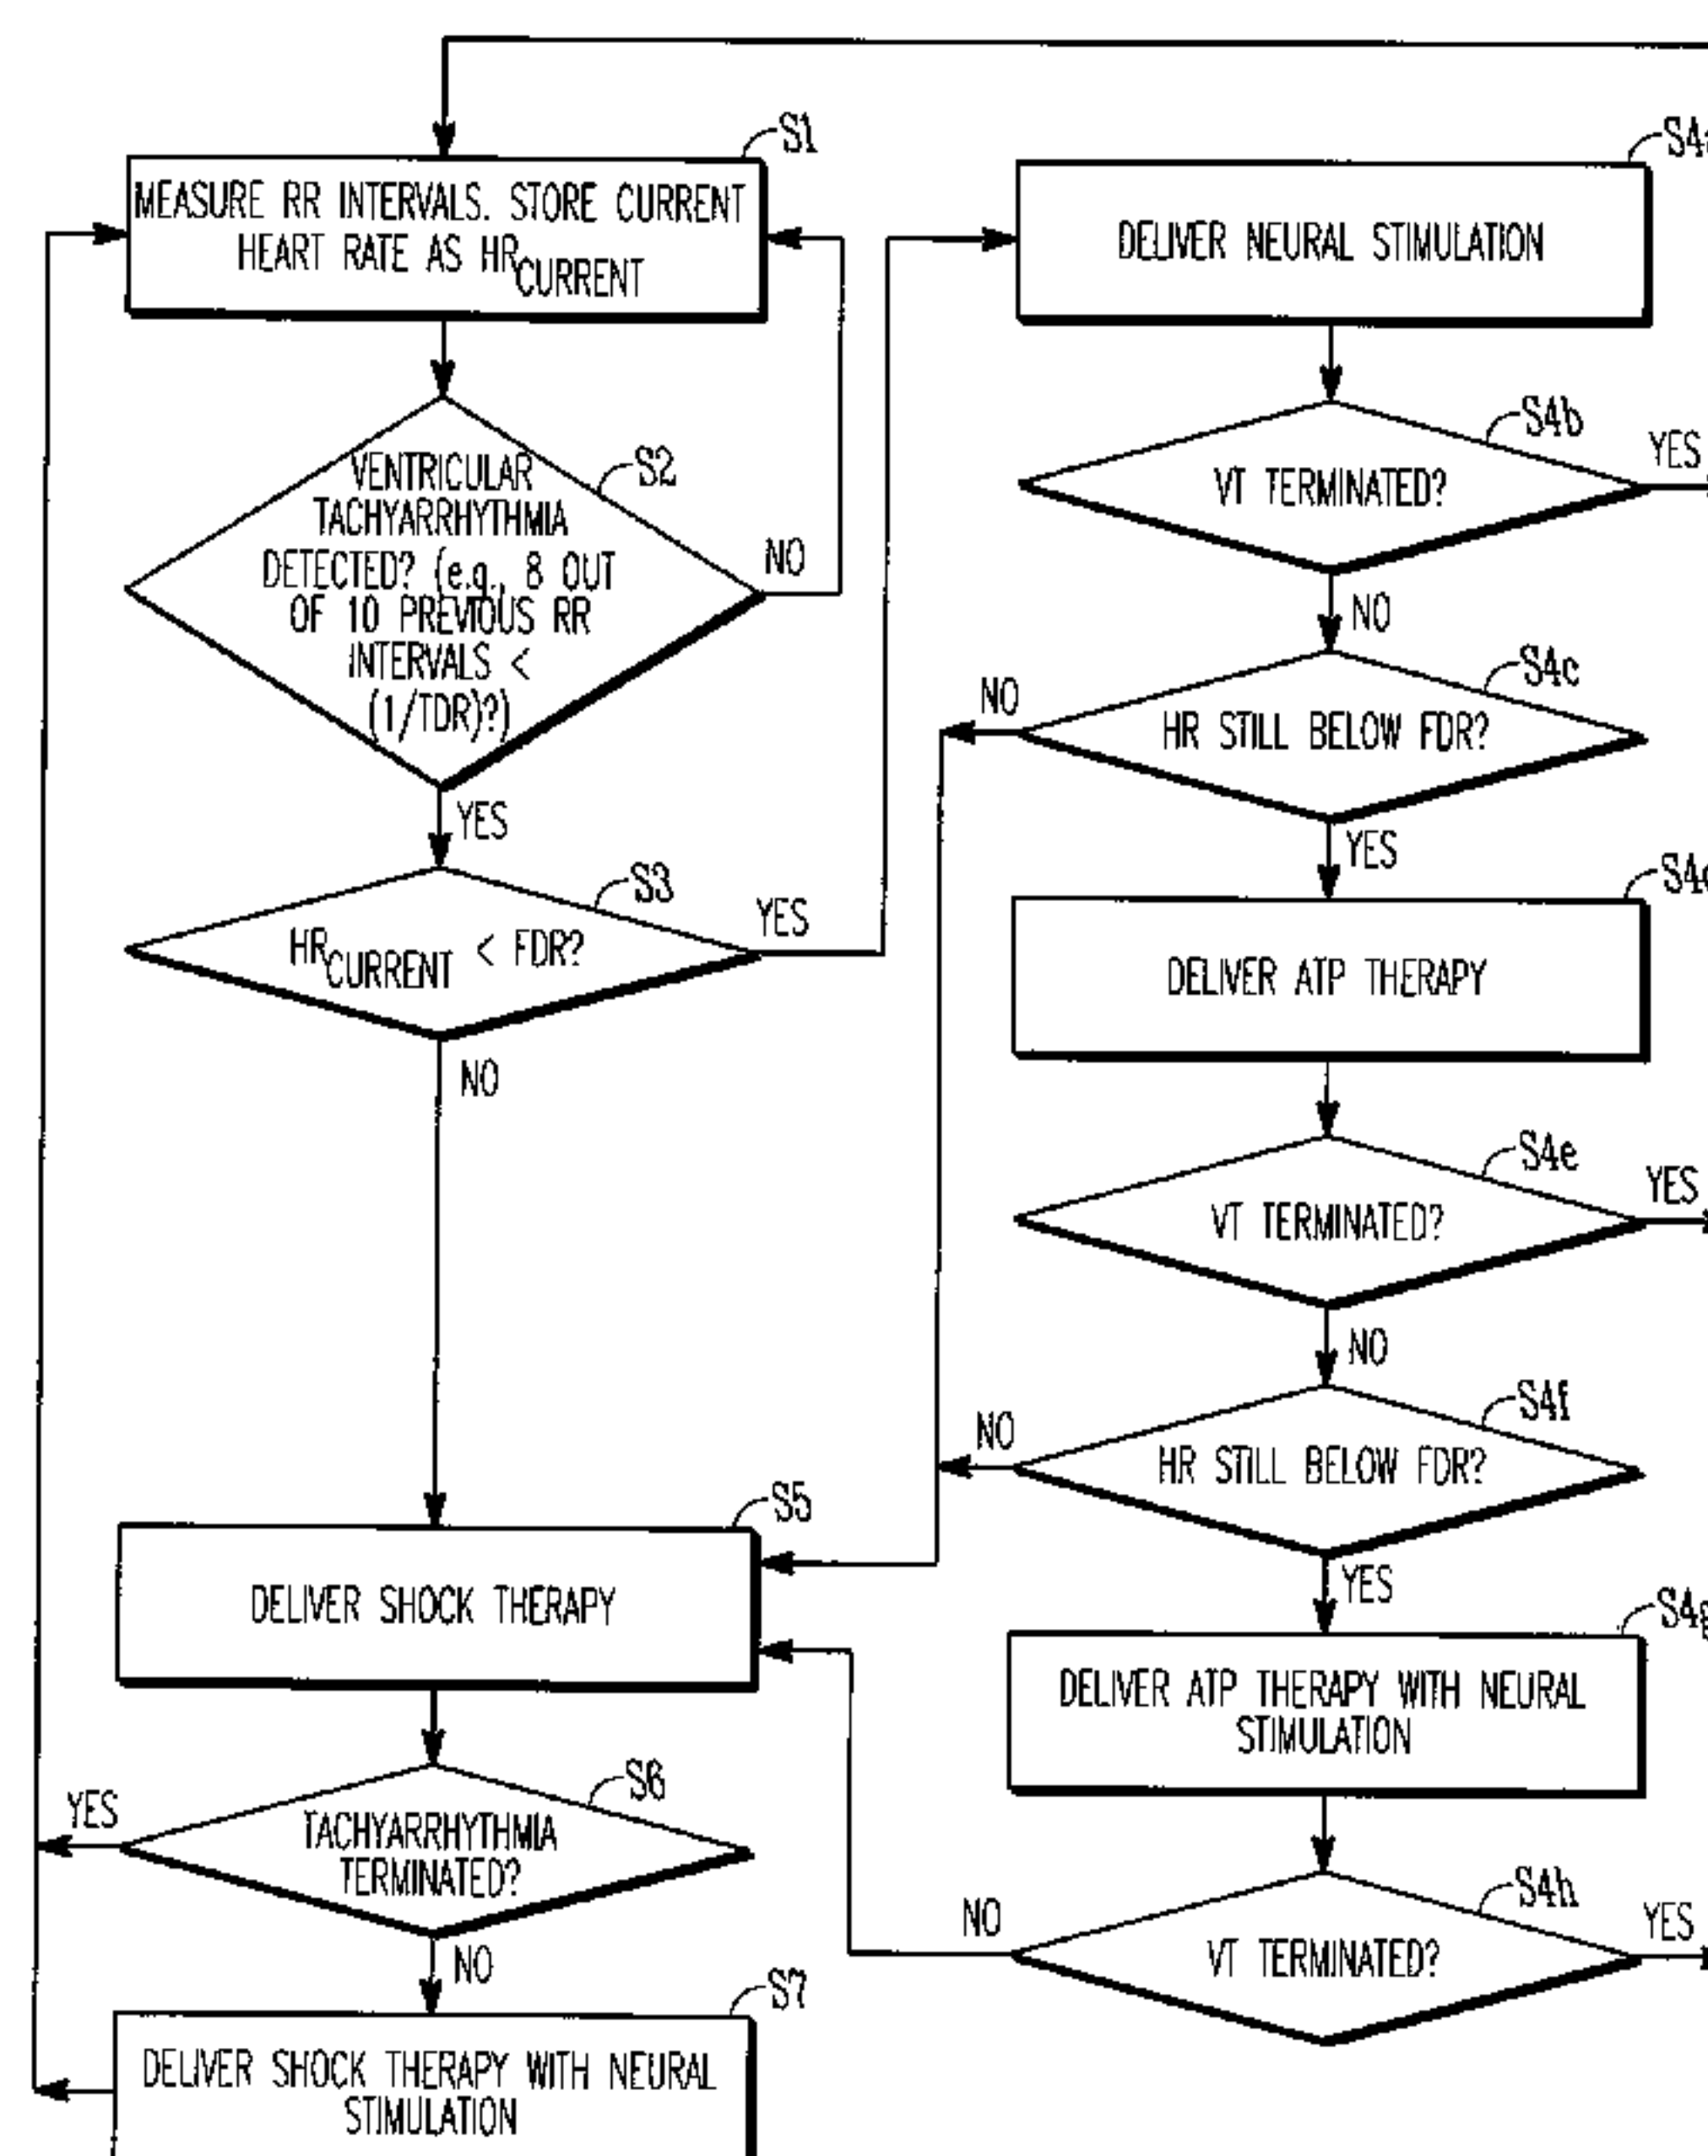 S1
MEASURE RR INTERVALS. STORE CURRENT
HEART RATE AS HRCURRENT
S2
VENTRICULAR
TACHYARRHYTHMIA
DETECTED? (e.g., 8 OUT
OF 10 PREVIOUS RR
INTERVALS <
(1/TDR)?)
NO
YES
S3
HRCURRENT < FDR?
YES
NO
S5
DELIVER SHOCK THERAPY
S6
TACHYARRHYTHMIA
TERMINATED?
YES
NO
S7
DELIVER SHOCK THERAPY WITH NEURAL
STIMULATION
DELIVER NEURAL STIMULATION
S4b
VT TERMINATED?
YES
NO
S4c
HR STILL BELOW FDR?
NO
YES
DELIVER ATP THERAPY
S4e
VT TERMINATED?
YES
NO
S4f
HR STILL BELOW FDR?
NO
YES
DELIVER ATP THERAPY WITH NEURAL
STIMULATION
S4h
VT TERMINATED?
NO
YES